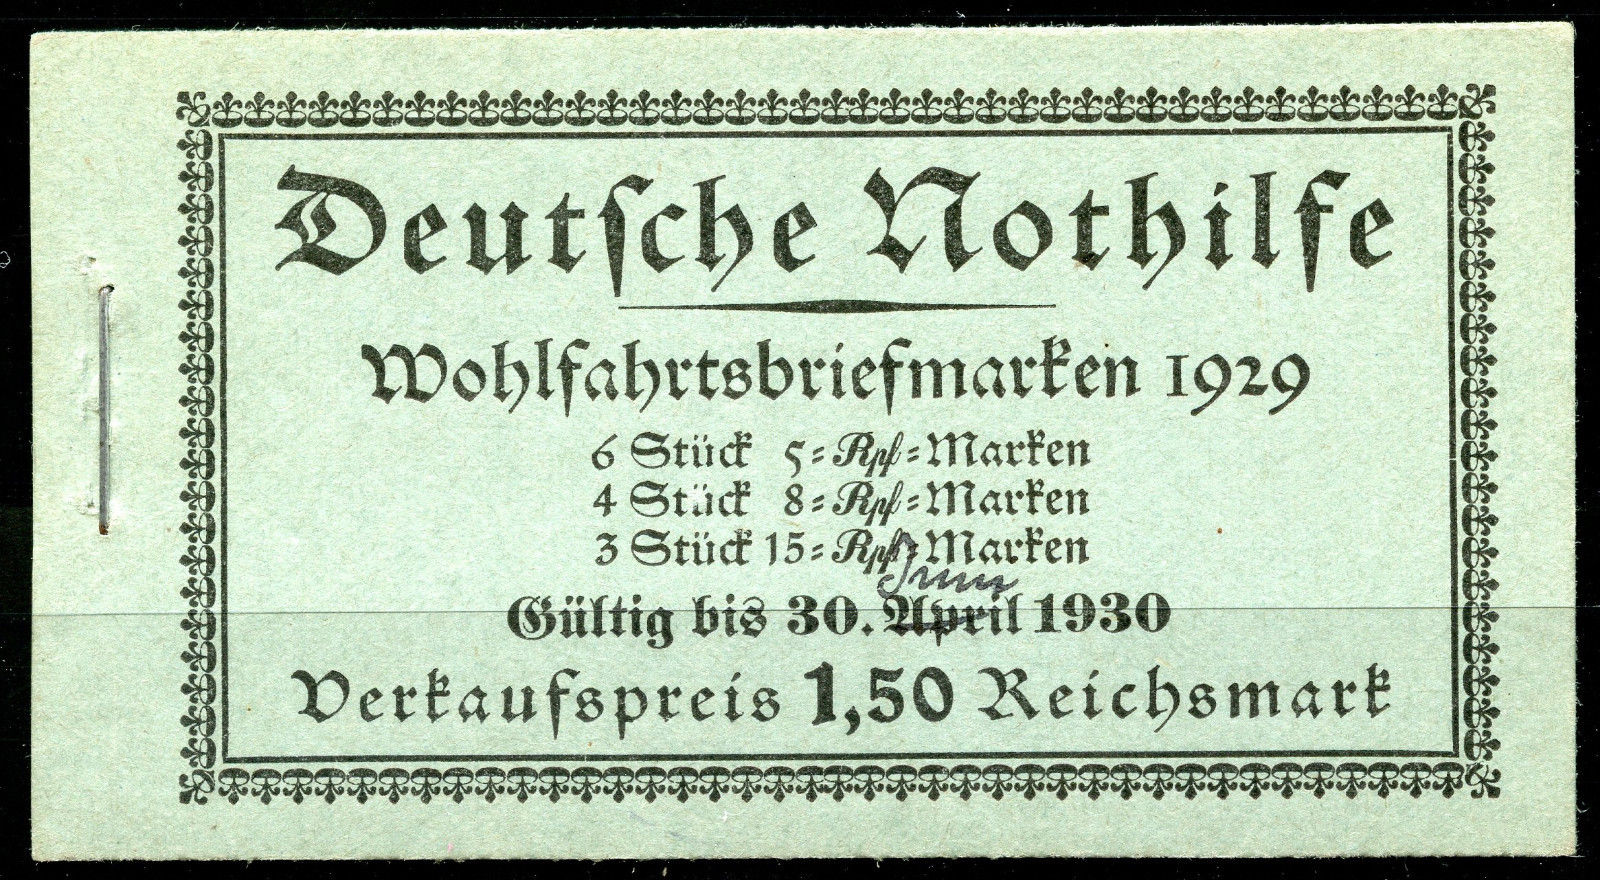 Deutsche Nothilfe
Wohlfahrtsbriefmarken 1929
6 Stück 5=Rpf=Marken
4 Stück 8=Rpf=Marken
3 Stück 15=Rpf=Marken
Juni
Gültig bis 30. April 1930
Verkaufspreis 1,50 Reichsmark